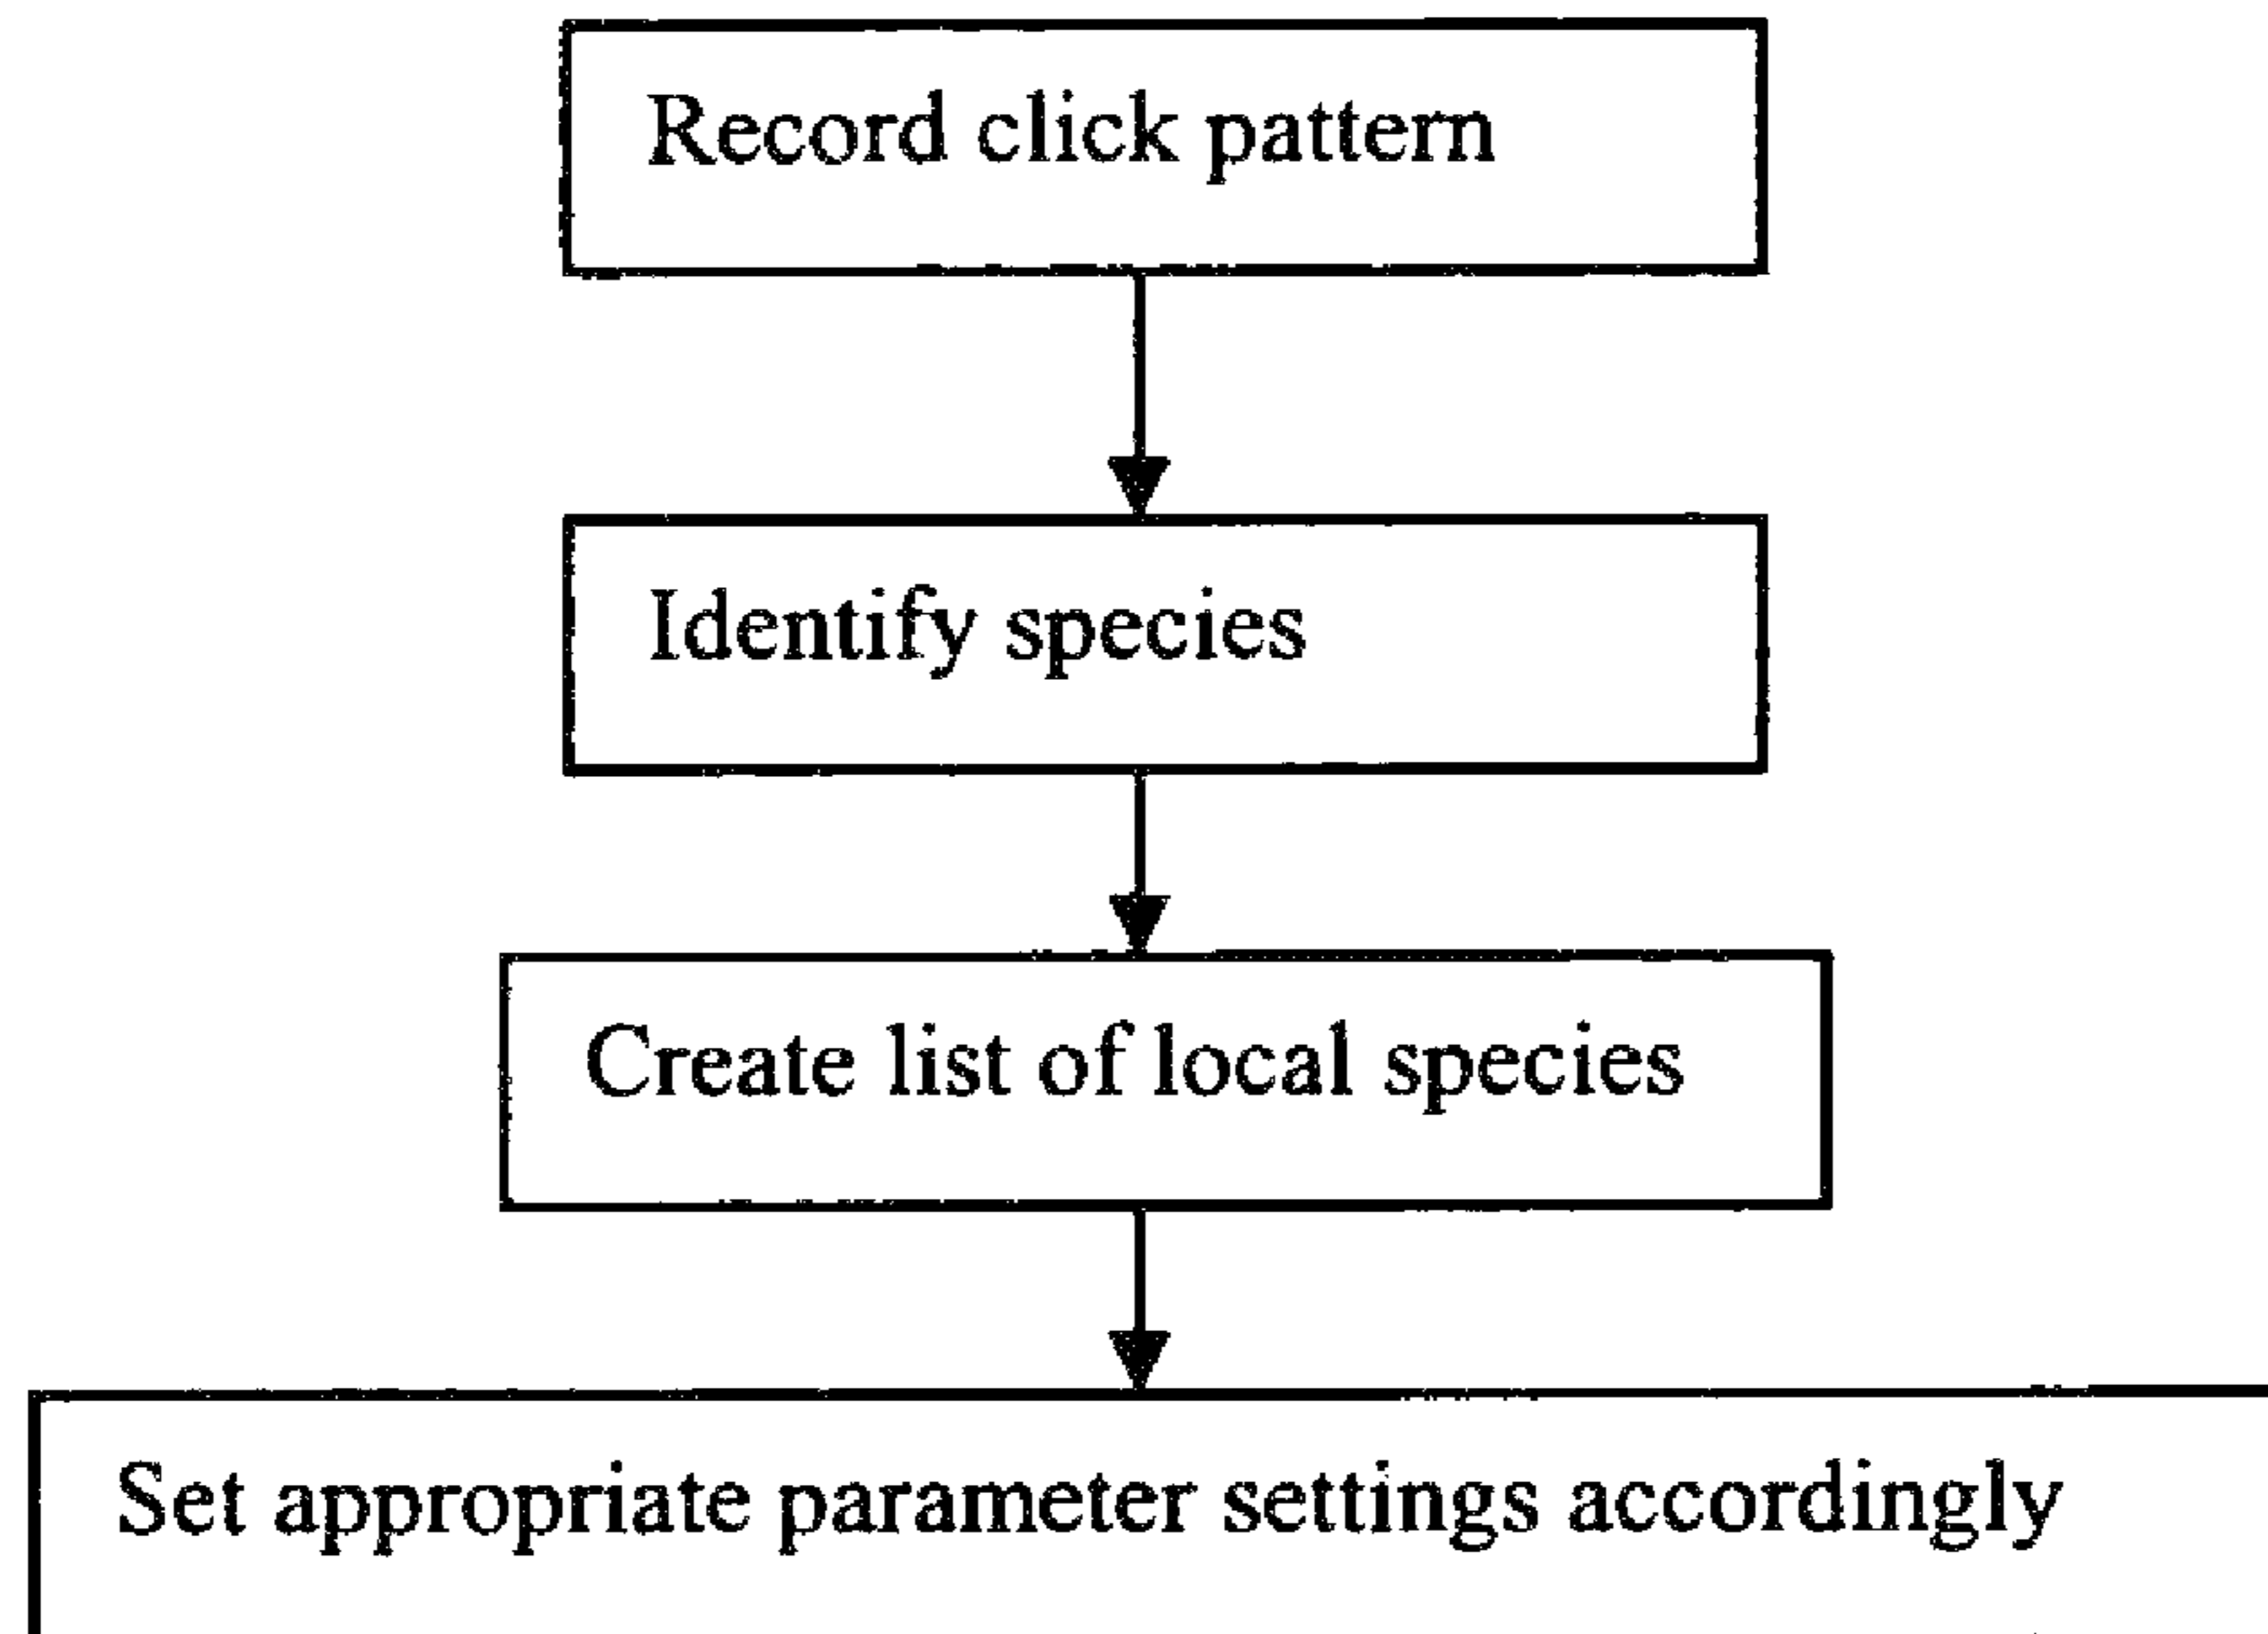 Record click pattern
Identify species
Create list of local species
Set appropriate parameter settings accordingly